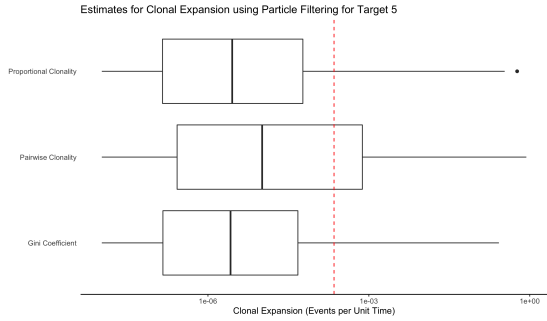 Estimates for Clonal Expansion using Particle Filtering for Target 5
Proportional Clonality
Pairwise Clonality
Gini Coefficient
1e-06
1e-03
1e+00
Clonal Expansion (Events per Unit Time)